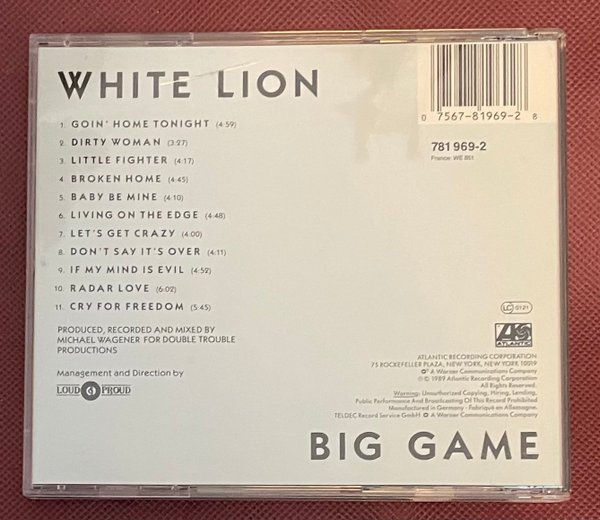 WHITE LION
1. GOIN' HOME TONIGHT (4:59)
2. DIRTY WOMAN (3:27)
3. LITTLE FIGHTER (4:17)
4. BROKEN HOME (4:45)
5. BABY BE MINE (4:10)
6. LIVING ON THE EDGE (4:48)
7. LET'S GET CRAZY (4:00)
8. DON'T SAY IT'S OVER (4:11)
9. IF MY MIND IS EVIL (4:52)
10. RADAR LOVE (6:02)
11. CRY FOR FREEDOM (5:45)
PRODUCED, RECORDED AND MIXED BY
MICHAEL WAGENER FOR DOUBLE TROUBLE
PRODUCTIONS
Management and Direction by
LOUD & PROUD
0 7567-81969-2 8
781 969-2
France: WE 851
LC 0121
ATLANTIC
ATLANTIC RECORDING CORPORATION
75 ROCKEFELLER PLAZA, NEW YORK, NEW YORK 10019
A Warner Communications Company
℗ © 1989 Atlantic Recording Corporation
All Rights Reserved.
Warning: Unauthorized Copying, Hiring, Lending,
Public Performance And Broadcasting Of This Record Prohibited
Manufactured in Germany · Fabriqué en Allemagne.
TELDEC Record Service GmbH A Warner Communications Company
BIG GAME